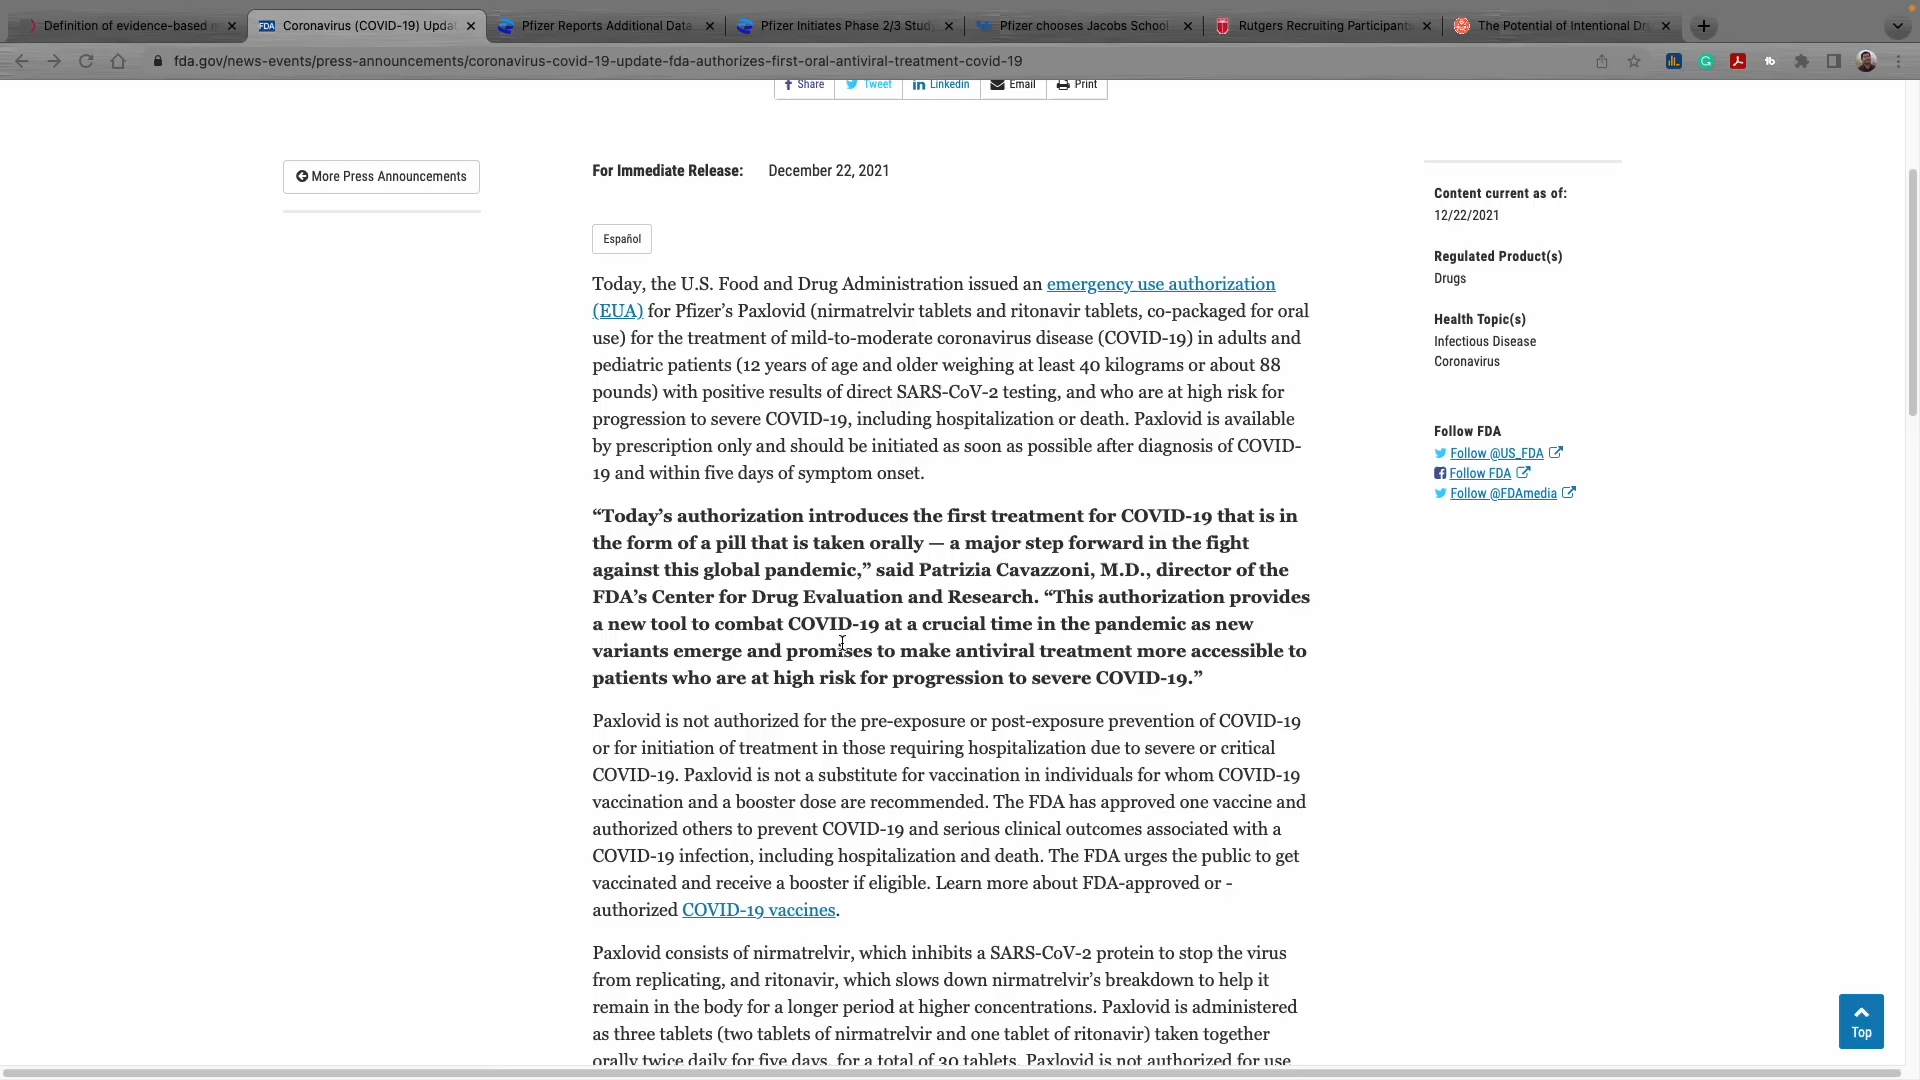 Definition of evidence-based
Coronavirus (COVID-19) Upda
Pfizer Reports Additional Data
Pfizer Initiates Phase 2/3 Study
Pfizer chooses Jacobs School
Rutgers Recruiting Participants
The Potential of Intentional Dr
fda.gov/news-events/press-announcements/coronavirus-covid-19-update-fda-authorizes-first-oral-antiviral-treatment-covid-19
Share Tweet Linkedin Email Print
More Press Announcements
For Immediate Release: December 22, 2021
Español
Today, the U.S. Food and Drug Administration issued an emergency use authorization
(EUA) for Pfizer’s Paxlovid (nirmatrelvir tablets and ritonavir tablets, co-packaged for oral
use) for the treatment of mild-to-moderate coronavirus disease (COVID-19) in adults and
pediatric patients (12 years of age and older weighing at least 40 kilograms or about 88
pounds) with positive results of direct SARS-CoV-2 testing, and who are at high risk for
progression to severe COVID-19, including hospitalization or death. Paxlovid is available
by prescription only and should be initiated as soon as possible after diagnosis of COVID-
19 and within five days of symptom onset.
“Today’s authorization introduces the first treatment for COVID-19 that is in
the form of a pill that is taken orally — a major step forward in the fight
against this global pandemic,” said Patrizia Cavazzoni, M.D., director of the
FDA’s Center for Drug Evaluation and Research. “This authorization provides
a new tool to combat COVID-19 at a crucial time in the pandemic as new
variants emerge and promises to make antiviral treatment more accessible to
patients who are at high risk for progression to severe COVID-19.”
Paxlovid is not authorized for the pre-exposure or post-exposure prevention of COVID-19
or for initiation of treatment in those requiring hospitalization due to severe or critical
COVID-19. Paxlovid is not a substitute for vaccination in individuals for whom COVID-19
vaccination and a booster dose are recommended. The FDA has approved one vaccine and
authorized others to prevent COVID-19 and serious clinical outcomes associated with a
COVID-19 infection, including hospitalization and death. The FDA urges the public to get
vaccinated and receive a booster if eligible. Learn more about FDA-approved or -
authorized COVID-19 vaccines.
Paxlovid consists of nirmatrelvir, which inhibits a SARS-CoV-2 protein to stop the virus
from replicating, and ritonavir, which slows down nirmatrelvir’s breakdown to help it
remain in the body for a longer period at higher concentrations. Paxlovid is administered
as three tablets (two tablets of nirmatrelvir and one tablet of ritonavir) taken together
orally twice daily for five days, for a total of 30 tablets. Paxlovid is not authorized for use
Content current as of:
12/22/2021
Regulated Product(s)
Drugs
Health Topic(s)
Infectious Disease
Coronavirus
Follow FDA
Follow @US_FDA
Follow FDA
Follow @FDAmedia
Top